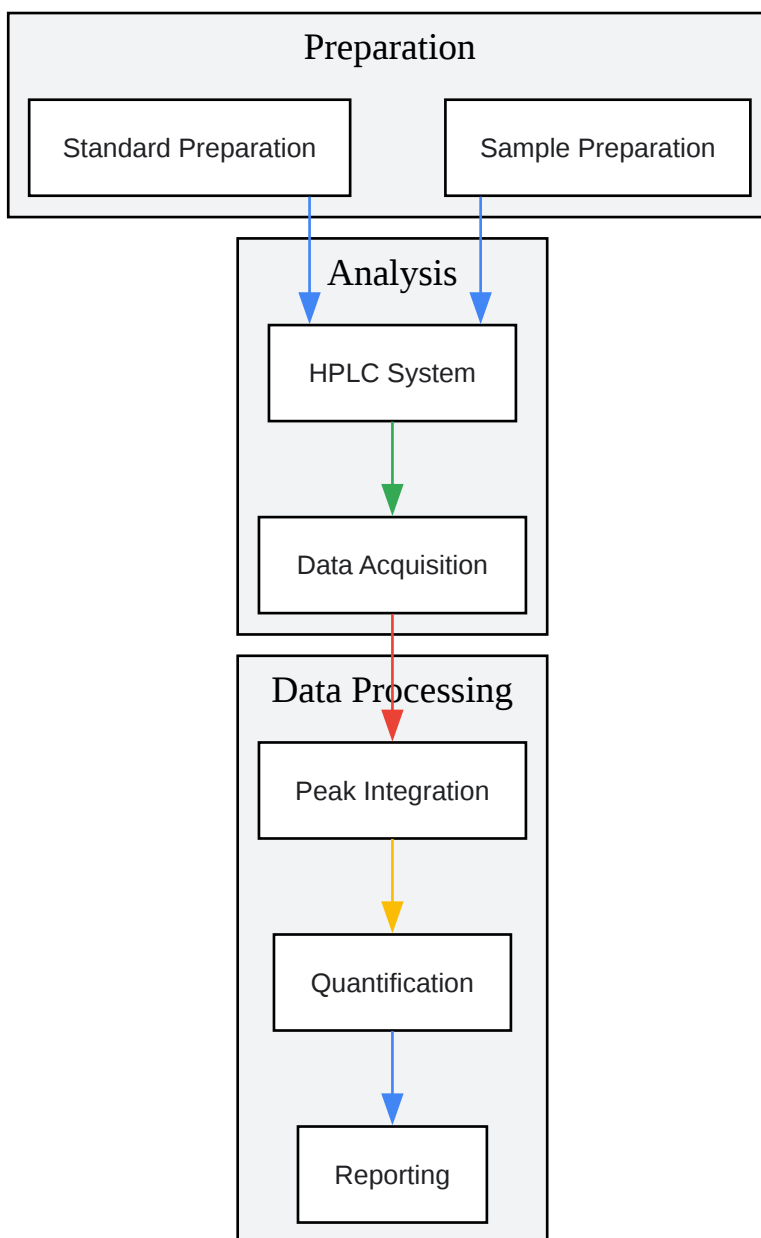 Preparation
Standard Preparation
Sample Preparation
Analysis
HPLC System
Data Acquisition
Data Processing
Peak Integration
Quantification
Reporting